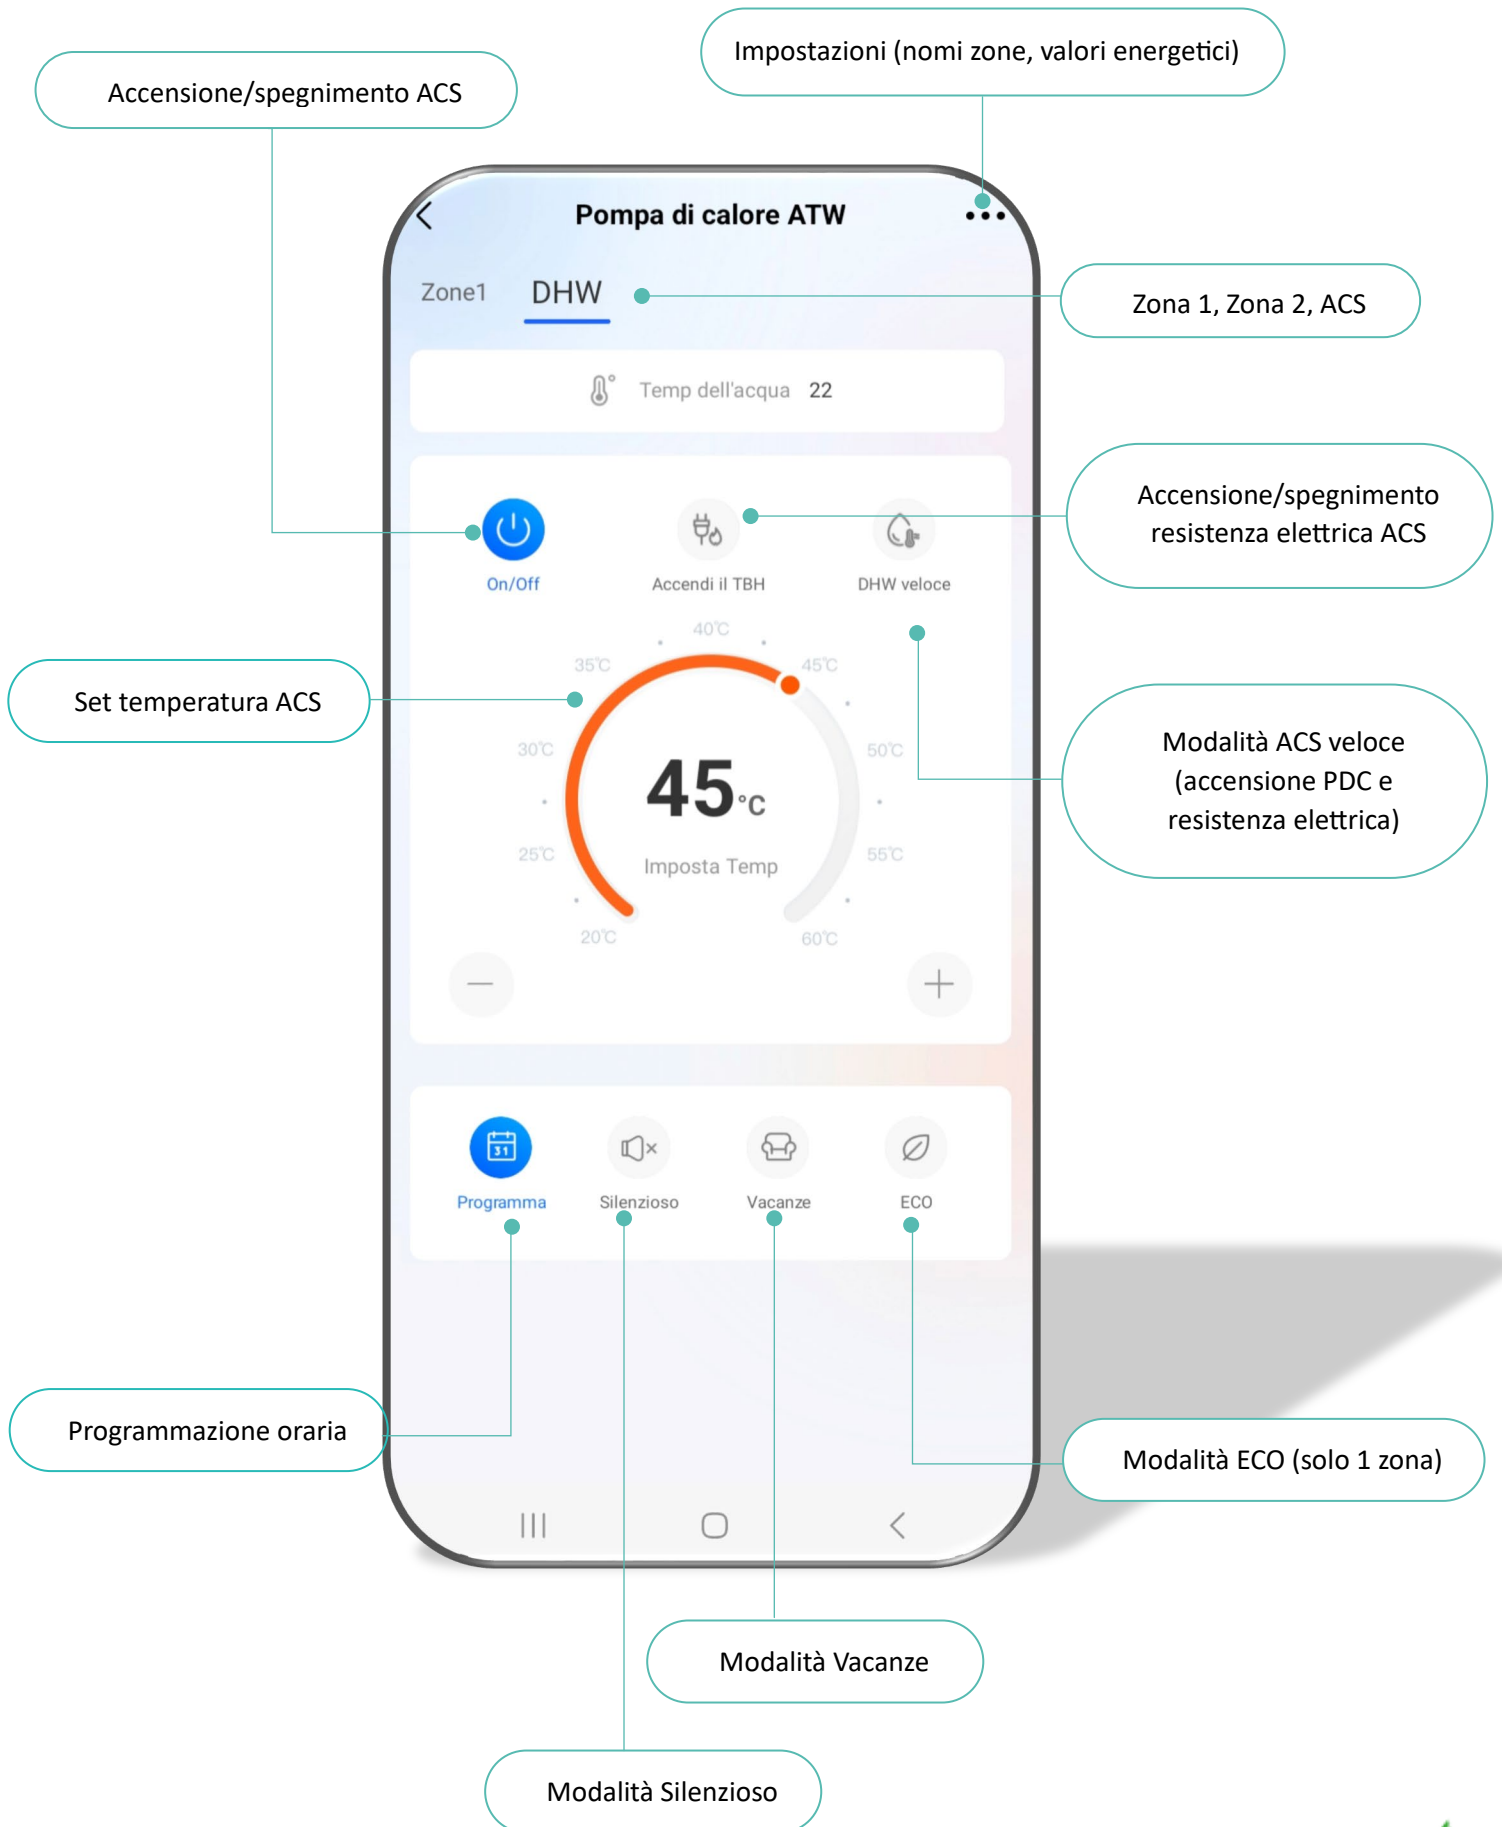 Impostazioni (nomi zone, valori energetici)
Accensione/spegnimento ACS
Pompa di calore ATW
Zone1
DHW
Zona 1, Zona 2, ACS
Temp dell'acqua 22
Accensione/spegnimento
resistenza elettrica ACS
On/Off
Accendi il TBH
DHW veloce
40°C
35°C
45°C
Set temperatura ACS
30°C
50°C
Modalità ACS veloce
(accensione PDC e
resistenza elettrica)
45°C
25°C
55°C
Imposta Temp
20°C
60°C
31
Programma
Silenzioso
Vacanze
ECO
Programmazione oraria
Modalità ECO (solo 1 zona)
Modalità Vacanze
Modalità Silenzioso